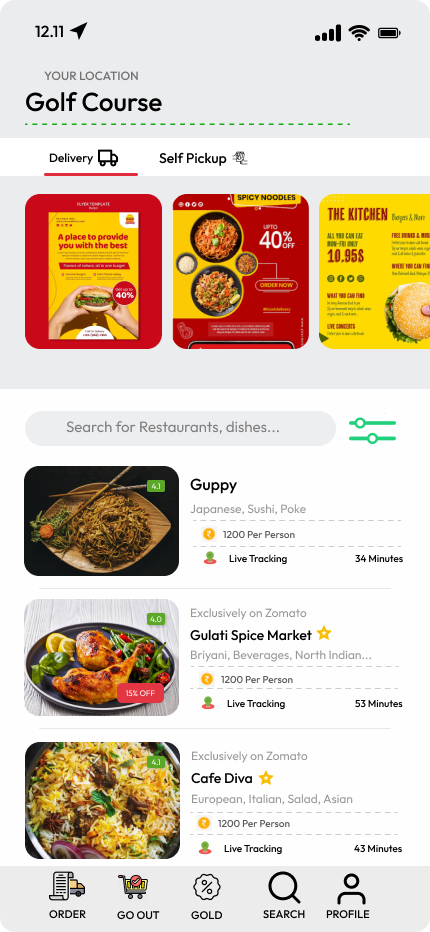 12.11
YOUR LOCATION
Golf Course
Delivery
Self Pickup
FLYER TEMPLATE
A place to provide
you with the best
Get up to
40%
SPICY NOODLES
UPTO
40%
OFF
ORDER NOW
THE KITCHEN Burgers & More
ALL YOU CAN EAT
MON-FRI ONLY
10.95$
WHAT YOU CAN FIND
LIVE CONCERTS
FREE DRINKS & MUS
WHERE YOU CAN FIN
Search for Restaurants, dishes...
4.1
Guppy
Japanese, Sushi, Poke
1200 Per Person
Live Tracking
34 Minutes
4.0
15% OFF
Exclusively on Zomato
Gulati Spice Market
Briyani, Beverages, North Indian...
1200 Per Person
Live Tracking
53 Minutes
4.1
Exclusively on Zomato
Cafe Diva
European, Italian, Salad, Asian
1200 Per Person
Live Tracking
43 Minutes
ORDER
GO OUT
GOLD
SEARCH
PROFILE